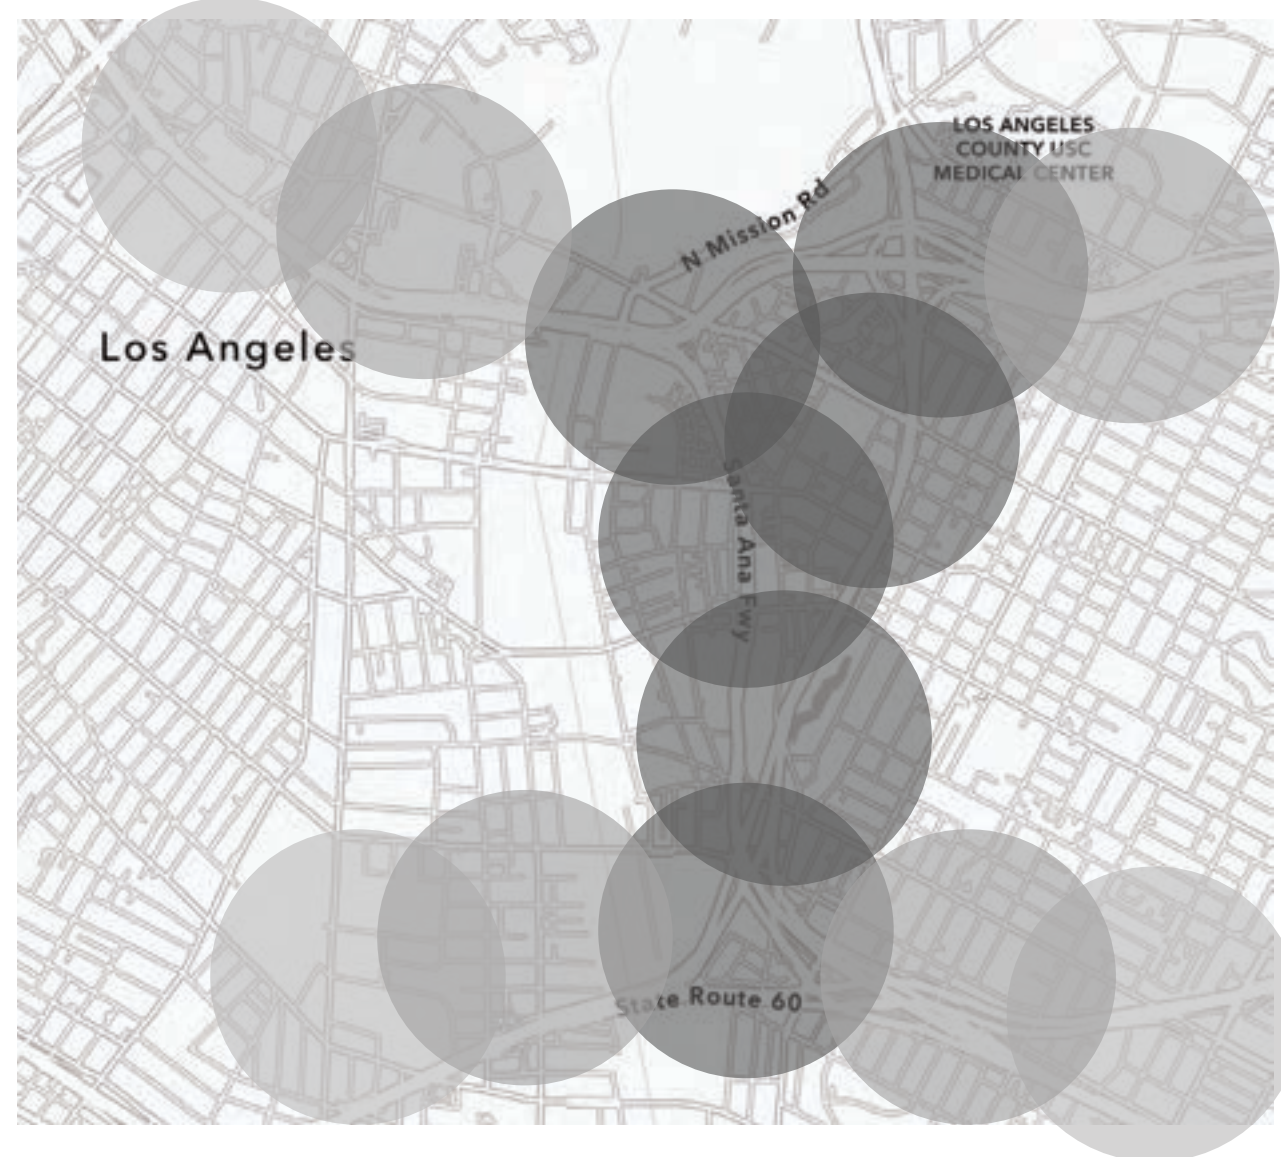 LOS ANGELES
COUNTY USC
MEDICAL CENTER
N Mission Rd
Los Angeles
Santa Ana Fwy
State Route 60